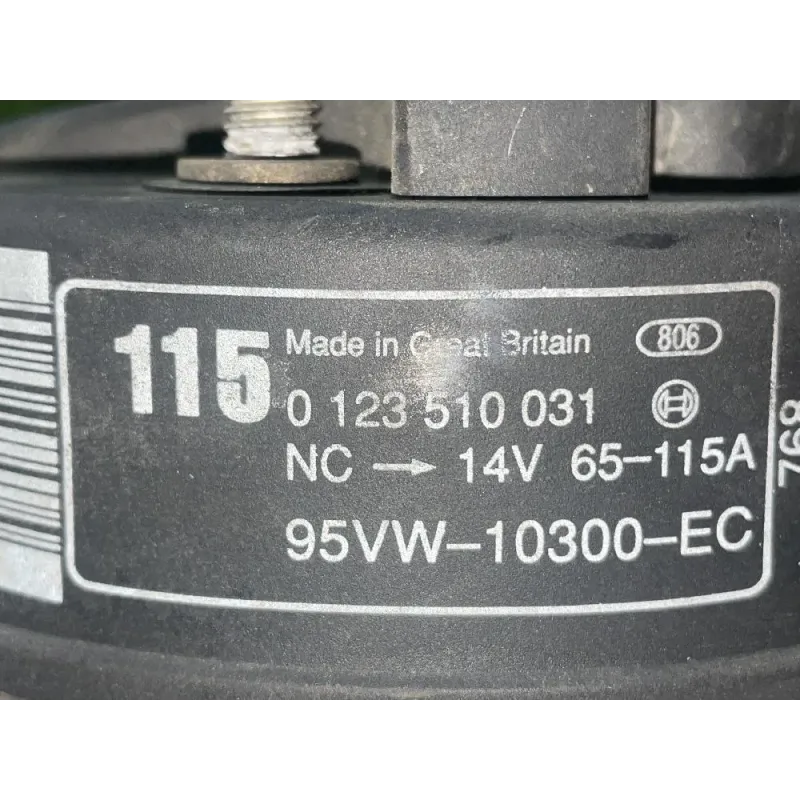 115
Made in Great Britain 806
0 123 510 031
NC → 14V 65-115A
95VW-10300-EC
768